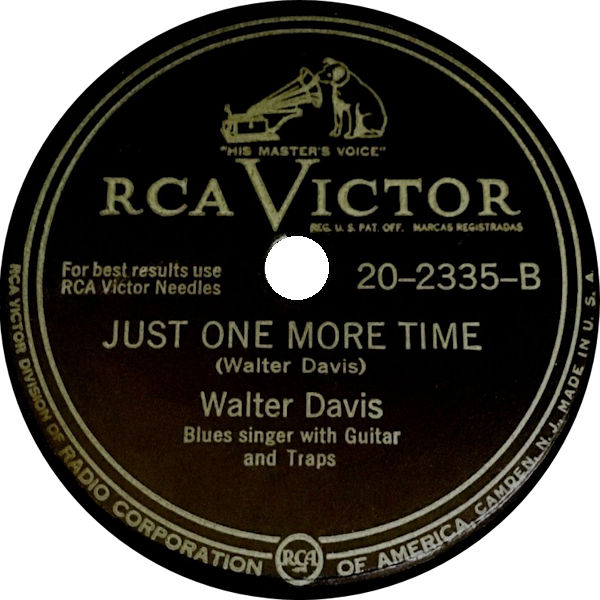 "HIS MASTER'S VOICE"
RCA VICTOR
REG. U. S. PAT. OFF. MARCAS REGISTRADAS
For best results use
RCA Victor Needles
20-2335-B
JUST ONE MORE TIME
(Walter Davis)
Walter Davis
Blues singer with Guitar
and Traps
RCA VICTOR DIVISION OF RADIO CORPORATION OF AMERICA, CAMDEN, N. J., MADE IN U. S. A.
RCA